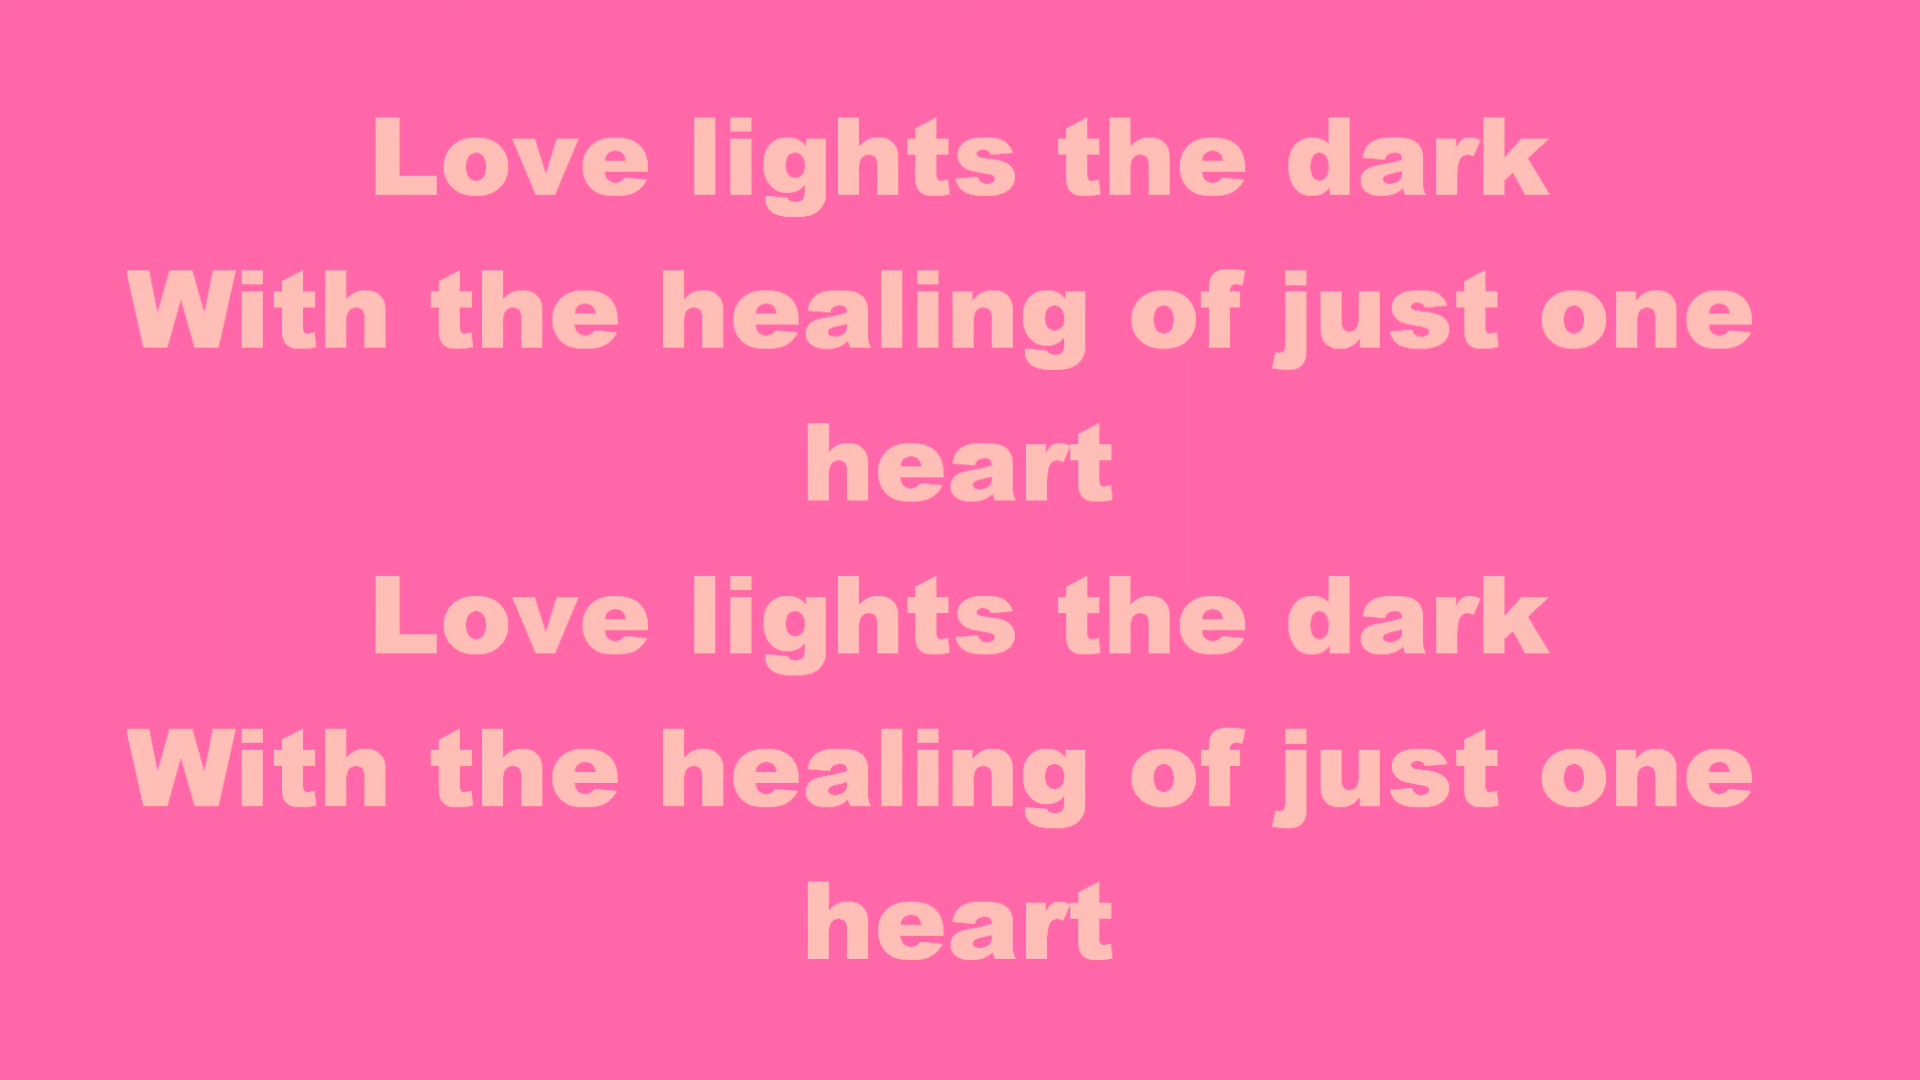 Love lights the dark
With the healing of just one
heart
Love lights the dark
With the healing of just one
heart